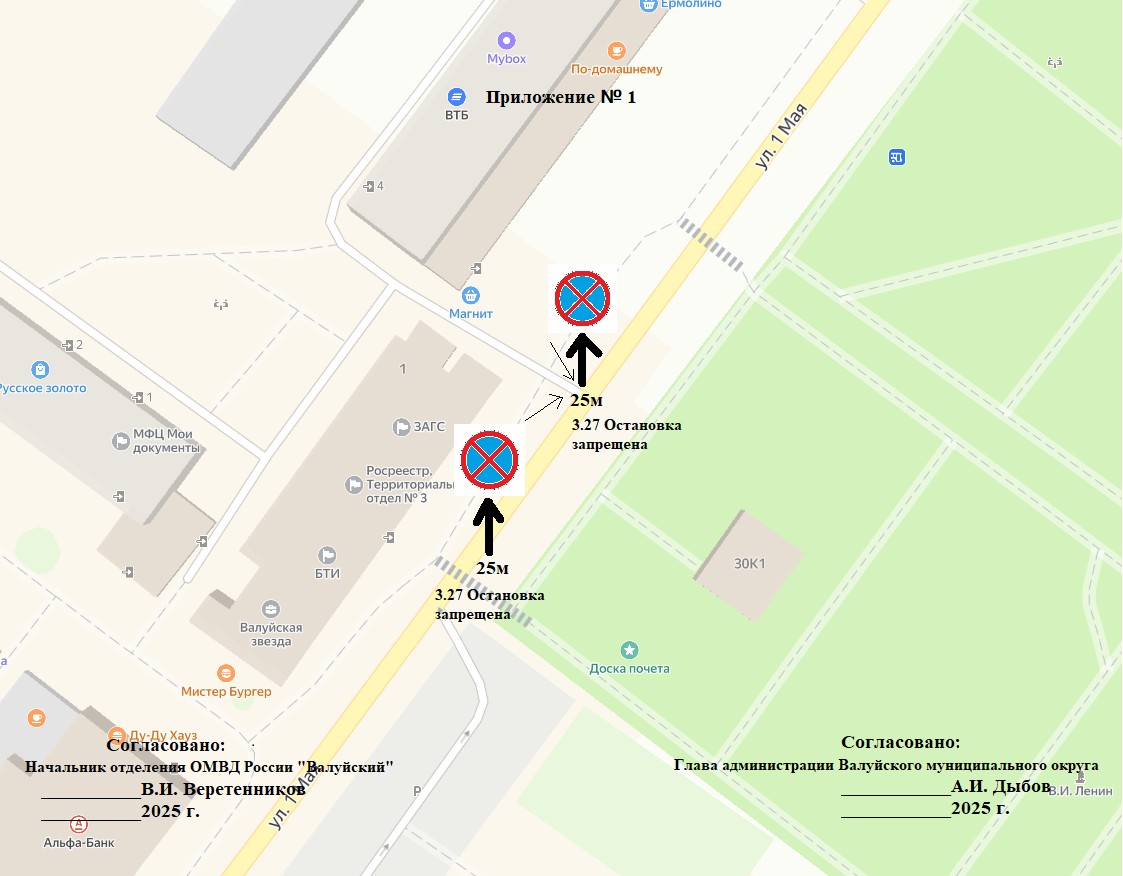 Ермолино
Mybox
По-домашнему
ВТБ
Приложение № 1
ул. 1 Мая
4
Магнит
2
1
Русское золото
1
ЗАГС
25м
3.27 Остановка
запрещена
МФЦ Мои
документы
Росреестр,
Территориаль
отдел № 3
БТИ
25м
3.27 Остановка
запрещена
30К1
Валуйская
звезда
Доска почета
Мистер Бургер
а
Ду-Ду Хауз
Согласовано:
Начальник отделения ОМВД России "Валуйский"
В.И. Веретенников
2025 г.
ул. 1 Мая
Альфа-Банк
P
Согласовано:
Глава администрации Валуйского муниципального округа
А.И. Дыбов
2025 г.
В.И. Ленин